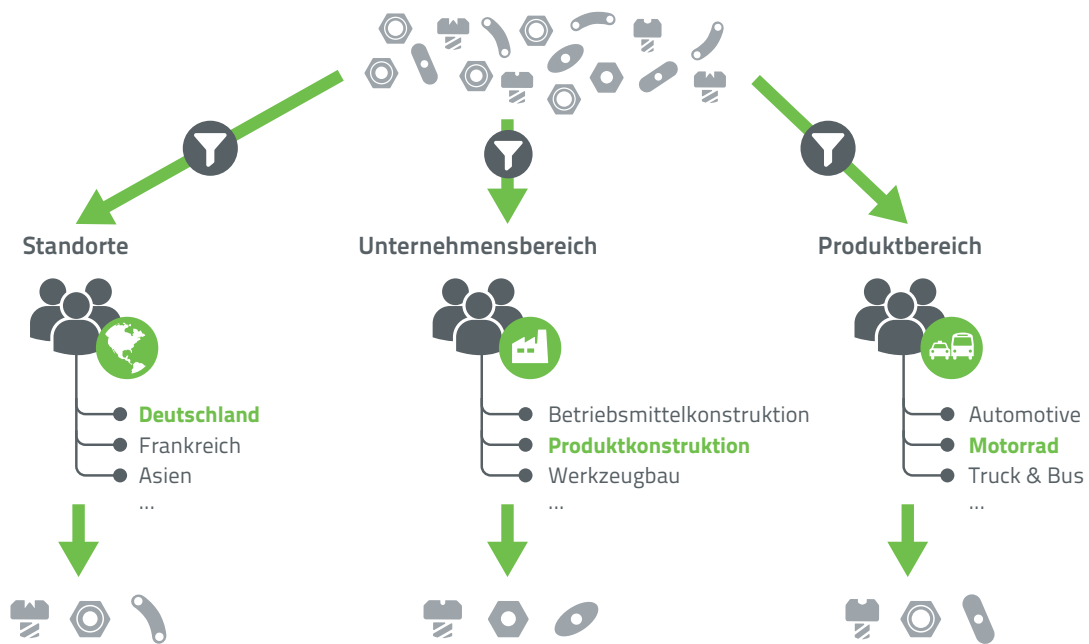 Standorte
Deutschland
Frankreich
Asien
...
Unternehmensbereich
Betriebsmittelkonstruktion
Produktkonstruktion
Werkzeugbau
...
Produktbereich
Automotive
Motorrad
Truck & Bus
...